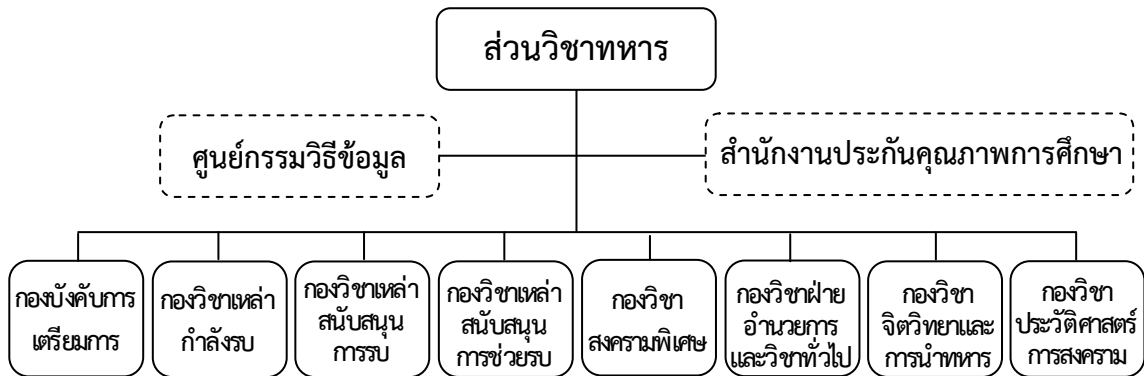 ส่วนวิชาทหาร
ศูนย์กรรมวิธีข้อมูล
สำนักงานประกันคุณภาพการศึกษา
กองบังคับการ
เตรียมการ
กองวิชาเหล่า
กำลังรบ
กองวิชาเหล่า
สนับสนุน
การรบ
กองวิชาเหล่า
สนับสนุน
การช่วยรบ
กองวิชา
สงครามพิเศษ
กองวิชาฝ่าย
อำนวยการ
และวิชาทั่วไป
กองวิชา
จิตวิทยาและ
การนำทหาร
กองวิชา
ประวัติศาสตร์
การสงคราม